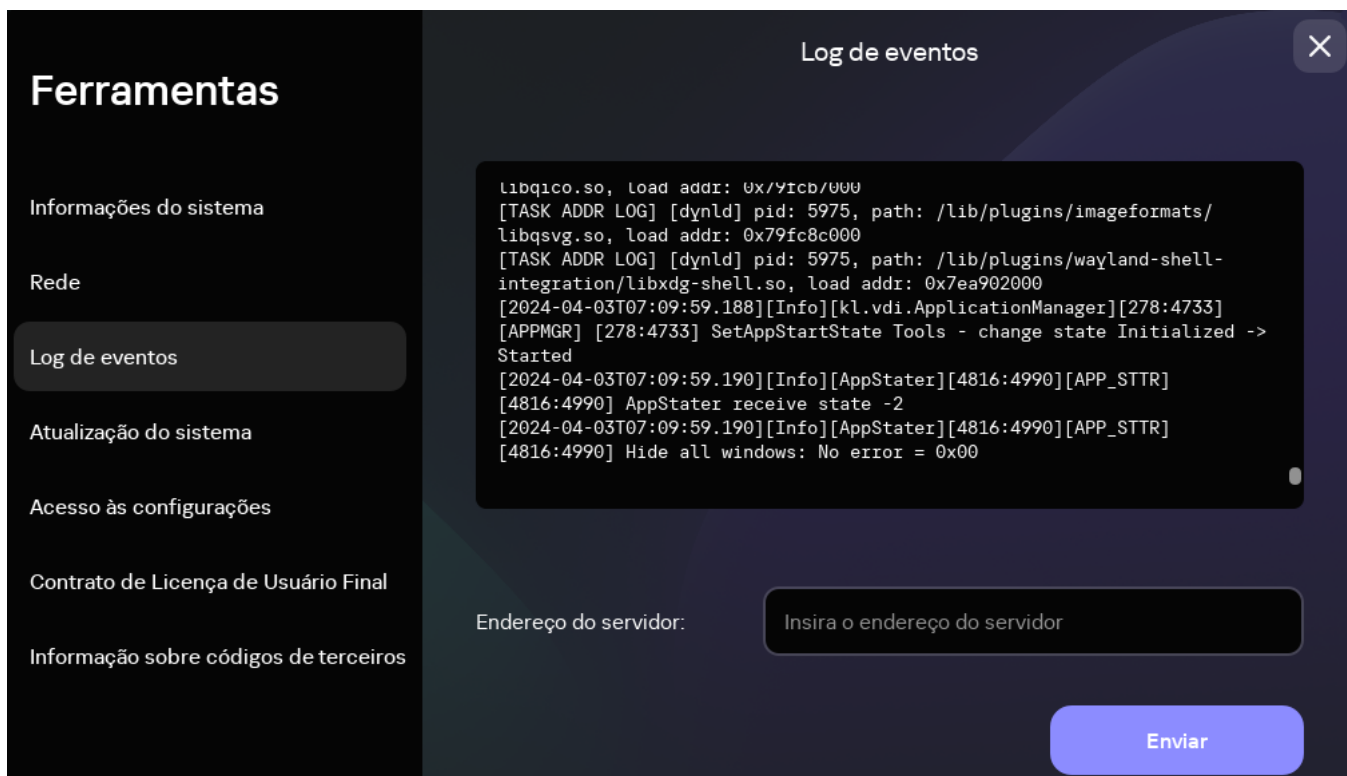 Ferramentas
Informações do sistema
Rede
Log de eventos
Atualização do sistema
Acesso às configurações
Contrato de Licença de Usuário Final
Informação sobre códigos de terceiros
Log de eventos
libqico.so, load addr: 0x79fcb7000
[TASK ADDR LOG] [dynld] pid: 5975, path: /lib/plugins/imageformats/
libqsvg.so, load addr: 0x79fc8c000
[TASK ADDR LOG] [dynld] pid: 5975, path: /lib/plugins/wayland-shell-
integration/libxdg-shell.so, load addr: 0x7ea902000
[2024-04-03T07:09:59.188][Info][kl.vdi.ApplicationManager][278:4733]
[APPMGR] [278:4733] SetAppStartState Tools - change state Initialized ->
Started
[2024-04-03T07:09:59.190][Info][AppStater][4816:4990][APP_STTR]
[4816:4990] AppStater receive state -2
[2024-04-03T07:09:59.190][Info][AppStater][4816:4990][APP_STTR]
[4816:4990] Hide all windows: No error = 0x00
Endereço do servidor:
Insira o endereço do servidor
Enviar